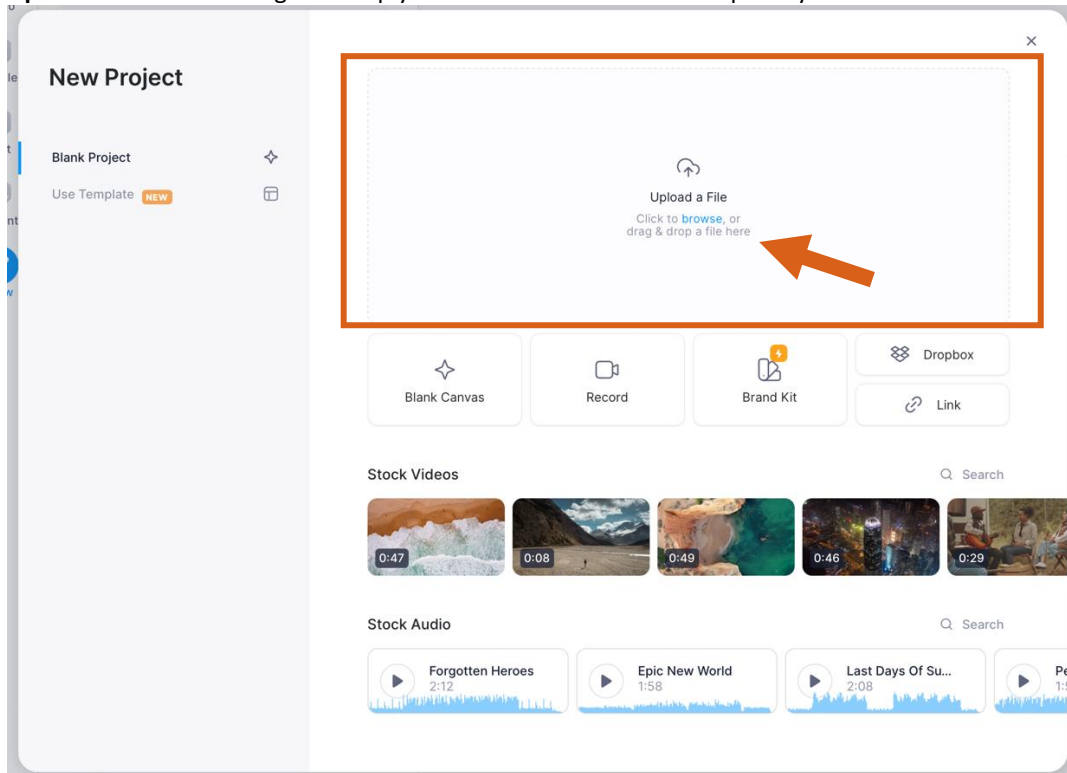 New Project
Blank Project
Use Template NEW
Upload a File
Click to browse, or
drag & drop a file here
Blank Canvas
Record
Brand Kit
Dropbox
Link
Stock Videos
Search
0:47
0:08
0:49
0:46
0:29
Stock Audio
Search
Forgotten Heroes
2:12
Epic New World
1:58
Last Days Of Su...
2:08